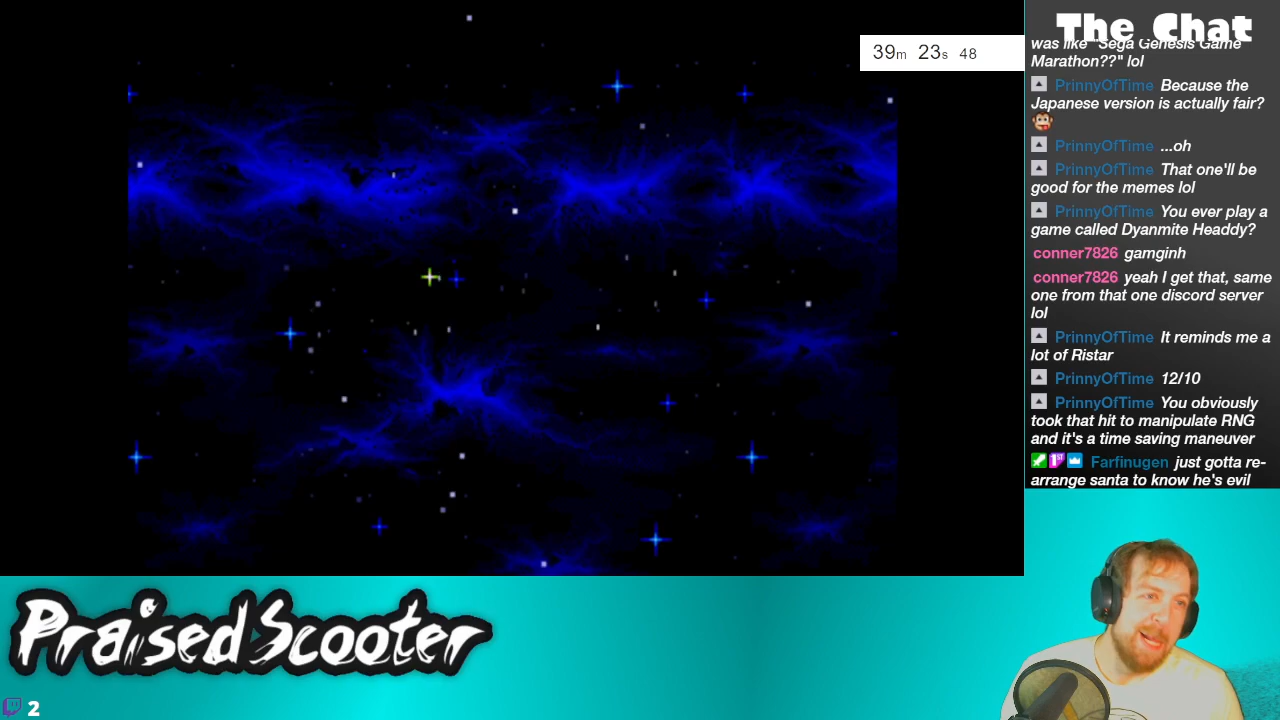 39m 23s 48
The Chat
was like "Sega Genesis Game
Marathon??" lol
PrinnyOfTime Because the
Japanese version is actually fair?
PrinnyOfTime ...oh
PrinnyOfTime That one'll be
good for the memes lol
PrinnyOfTime You ever play a
game called Dyanmite Headdy?
conner7826 gamginh
conner7826 yeah I get that, same
one from that one discord server
lol
PrinnyOfTime It reminds me a
lot of Ristar
PrinnyOfTime 12/10
PrinnyOfTime You obviously
took that hit to manipulate RNG
and it's a time saving maneuver
1ST Farfinugen just gotta re-
arrange santa to know he's evil
PraisedScooter
2